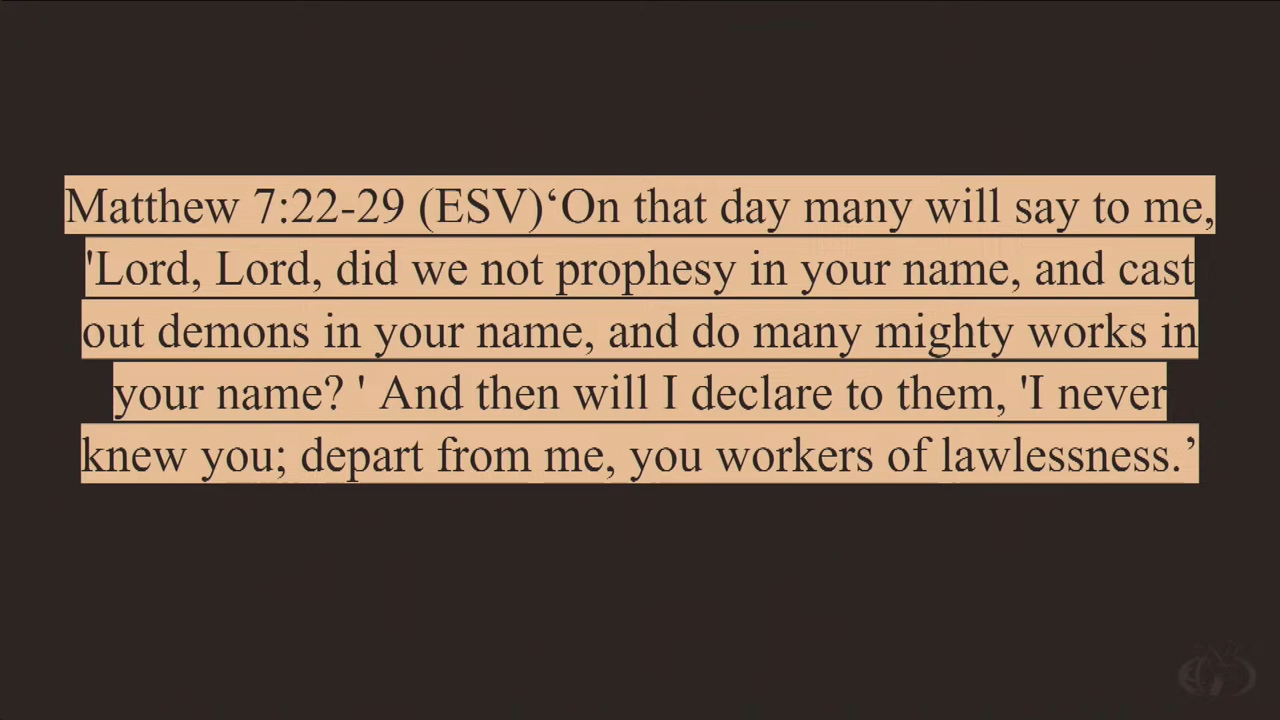 Matthew 7:22-29 (ESV)‘On that day many will say to me,
'Lord, Lord, did we not prophesy in your name, and cast
out demons in your name, and do many mighty works in
your name? ' And then will I declare to them, 'I never
knew you; depart from me, you workers of lawlessness.’